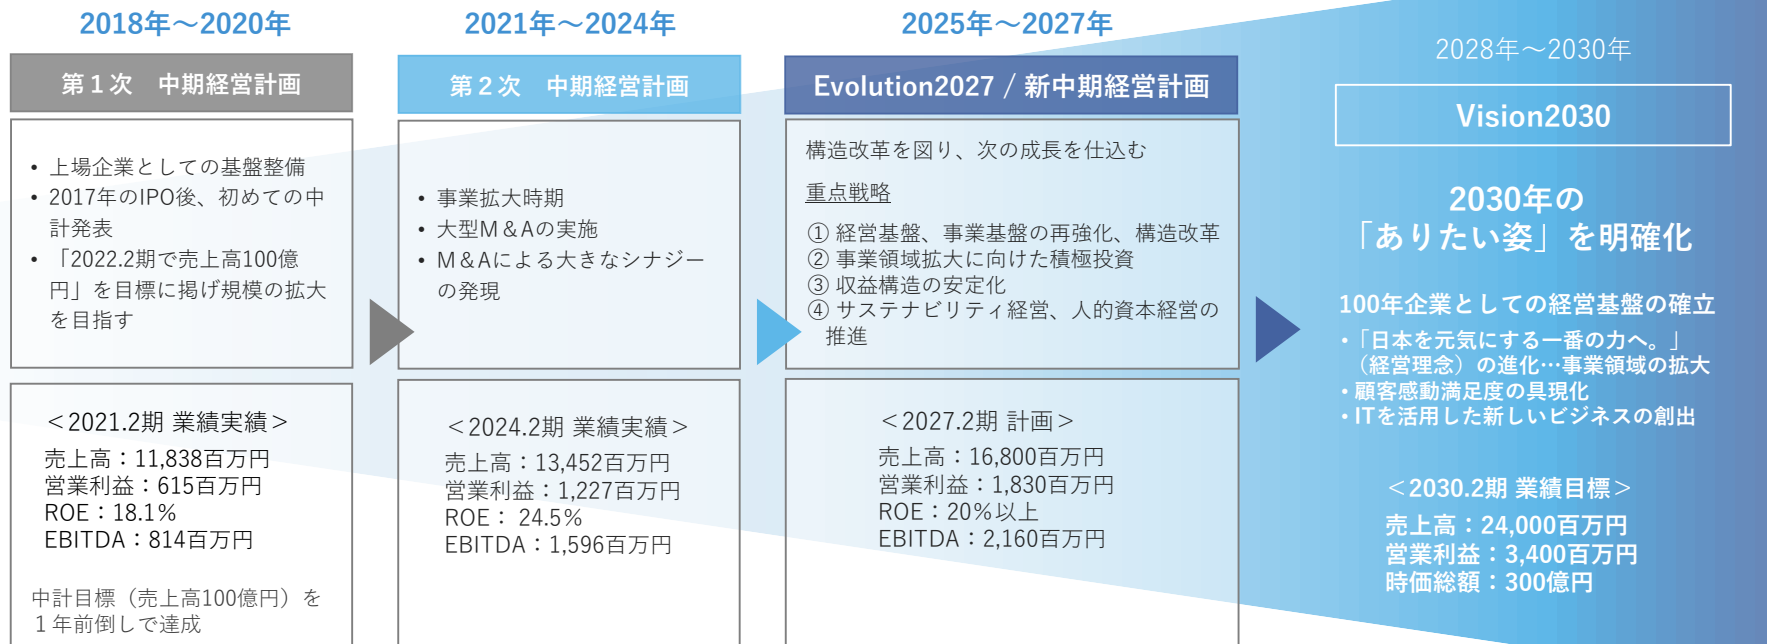 2018年～2020年
第１次　中期経営計画
• 上場企業としての基盤整備
• 2017年のIPO後、初めての中
計発表
• 「2022.2期で売上高100億
円」を目標に掲げ規模の拡大
を目指す
＜2021.2期 業績実績＞
売上高：11,838百万円
営業利益：615百万円
ROE：18.1%
EBITDA：814百万円
中計目標（売上高100億円）を
１年前倒しで達成
2021年～2024年
第２次　中期経営計画
• 事業拡大時期
• 大型M＆Aの実施
• M＆Aによる大きなシナジー
の発現
＜2024.2期 業績実績＞
売上高：13,452百万円
営業利益：1,227百万円
ROE： 24.5%
EBITDA：1,596百万円
2025年～2027年
Evolution2027 / 新中期経営計画
構造改革を図り、次の成長を仕込む
重点戦略
① 経営基盤、事業基盤の再強化、構造改革
② 事業領域拡大に向けた積極投資
③ 収益構造の安定化
④ サステナビリティ経営、人的資本経営の
推進
＜2027.2期 計画＞
売上高：16,800百万円
営業利益：1,830百万円
ROE：20%以上
EBITDA：2,160百万円
2028年～2030年
Vision2030
2030年の
「ありたい姿」を明確化
100年企業としての経営基盤の確立
・「日本を元気にする一番の力へ。」
（経営理念）の進化…事業領域の拡大
・顧客感動満足度の具現化
・ITを活用した新しいビジネスの創出
＜2030.2期 業績目標＞
売上高：24,000百万円
営業利益：3,400百万円
時価総額：300億円